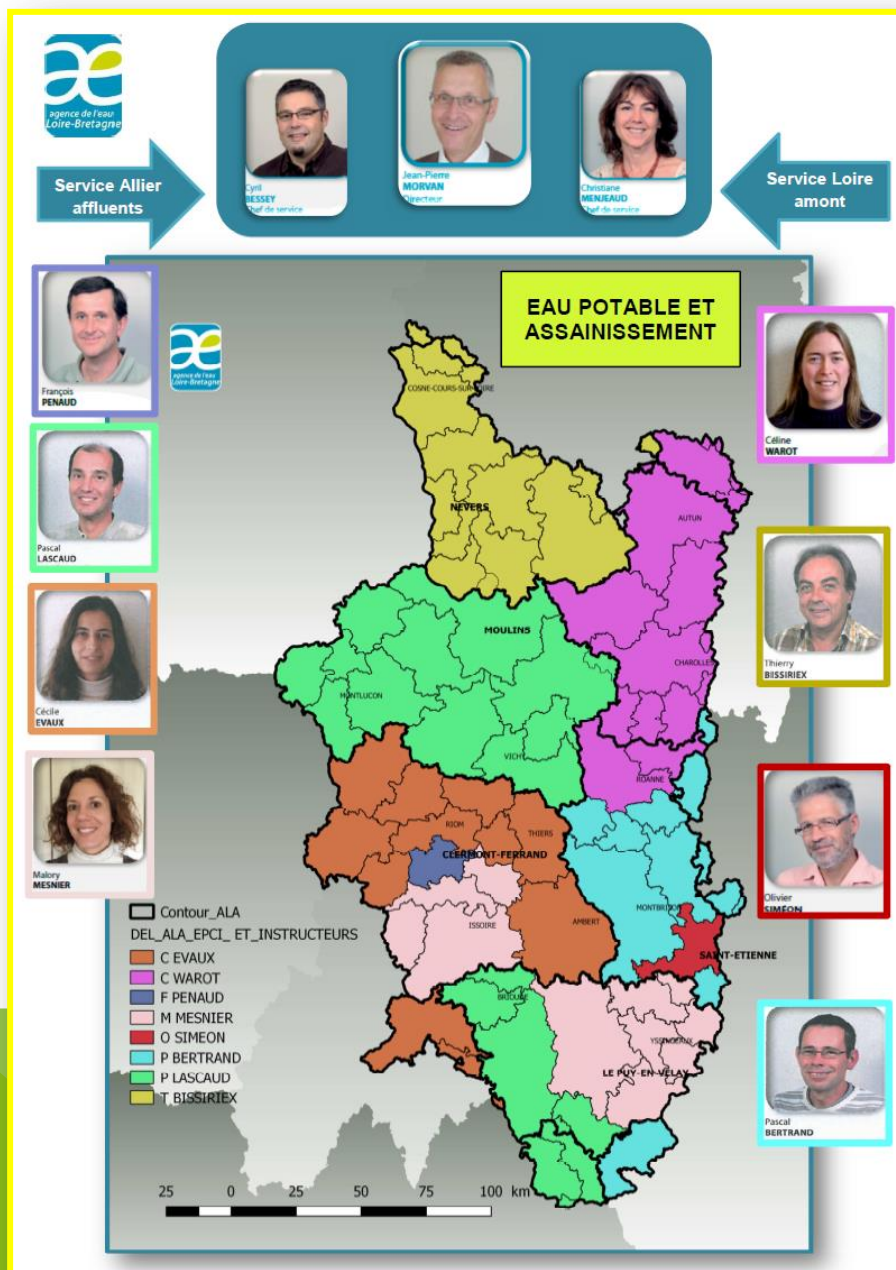 agence de l'eau
Loire-Bretagne
Service Allier
affluents
Cyril
BESSEY
Chef de service
Jean-Pierre
MORVAN
Directeur
Christiane
MENJEAUD
Chef de service
Service Loire
amont
EAU POTABLE ET
ASSAINISSEMENT
François
PENAUD
Pascal
LASCAUD
Cécile
EVAUX
Malory
MESNIER
agence de l'eau
Loire-Bretagne
COSNE-COURS-SUR-LOIRE
NEVERS
AUTUN
MOULINS
CHAROLLES
MONTLUCON
VICHY
ROANNE
RIOM
THIERS
CLERMONT-FERRAND
MONTBRISON
ISSOIRE
AMBERT
SAINT-ETIENNE
BRIOUDE
YSSINGEAUX
LE PUY-EN-VELAY
Céline
WAROT
Thierry
BISSIRIEX
Olivier
SIMÉON
Pascal
BERTRAND
Contour_ALA
DEL_ALA_EPCI_ ET_INSTRUCTEURS
C EVAUX
C WAROT
F PENAUD
M MESNIER
O SIMEON
P BERTRAND
P LASCAUD
T BISSIRIEX
25 0 25 50 75 100 km